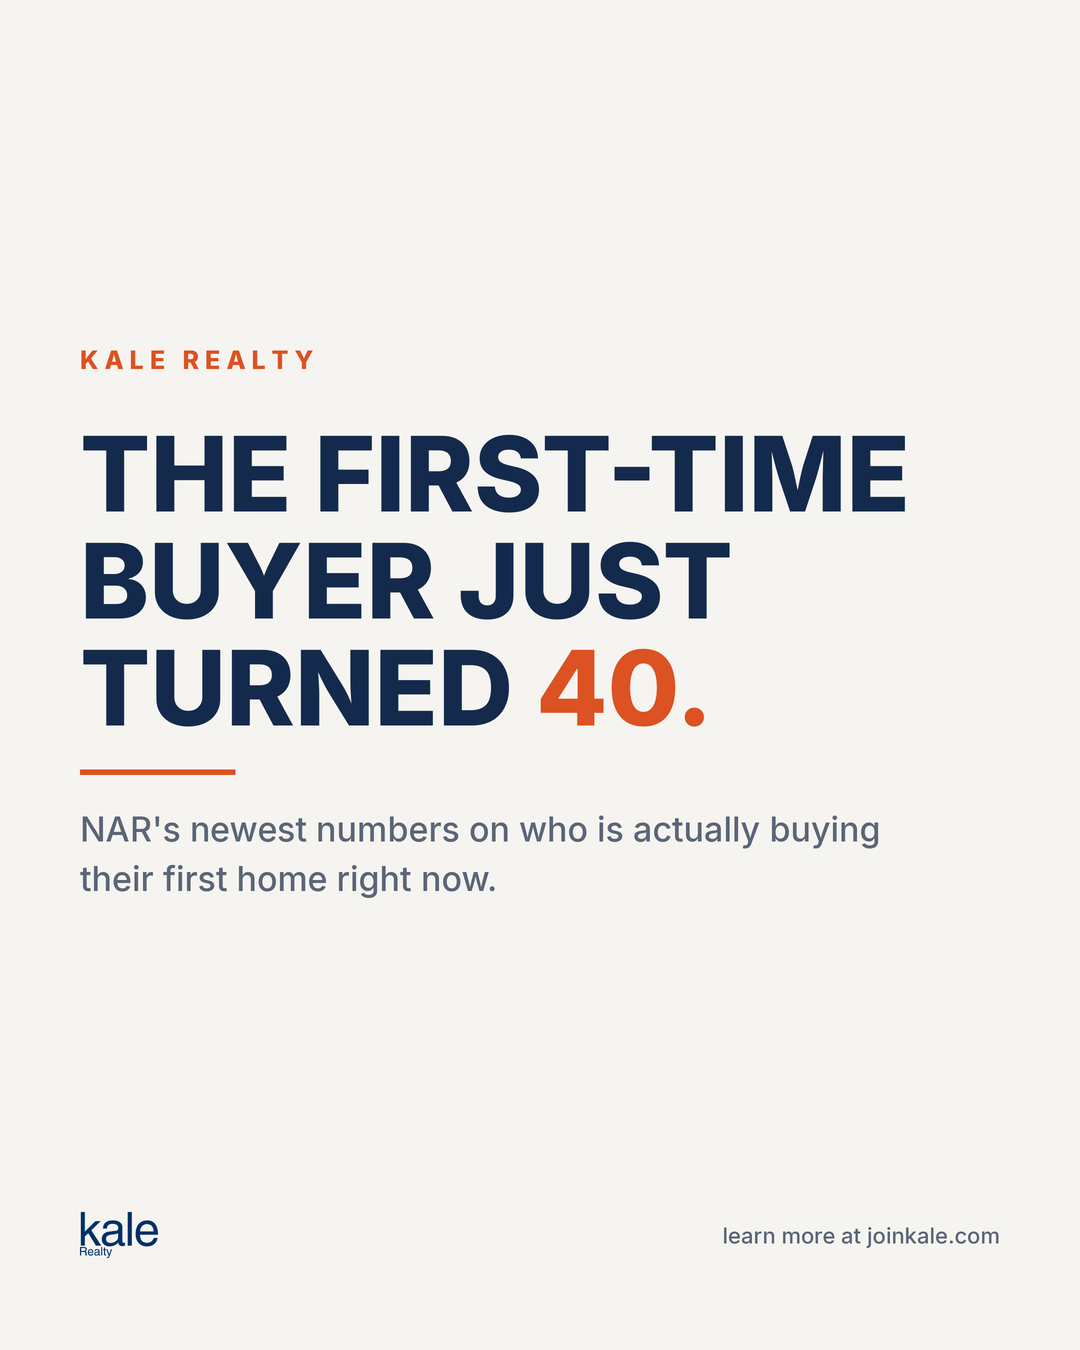 KALE REALTY
THE FIRST-TIME
BUYER JUST
TURNED 40.
NAR's newest numbers on who is actually buying
their first home right now.
kale
Realty
learn more at joinkale.com